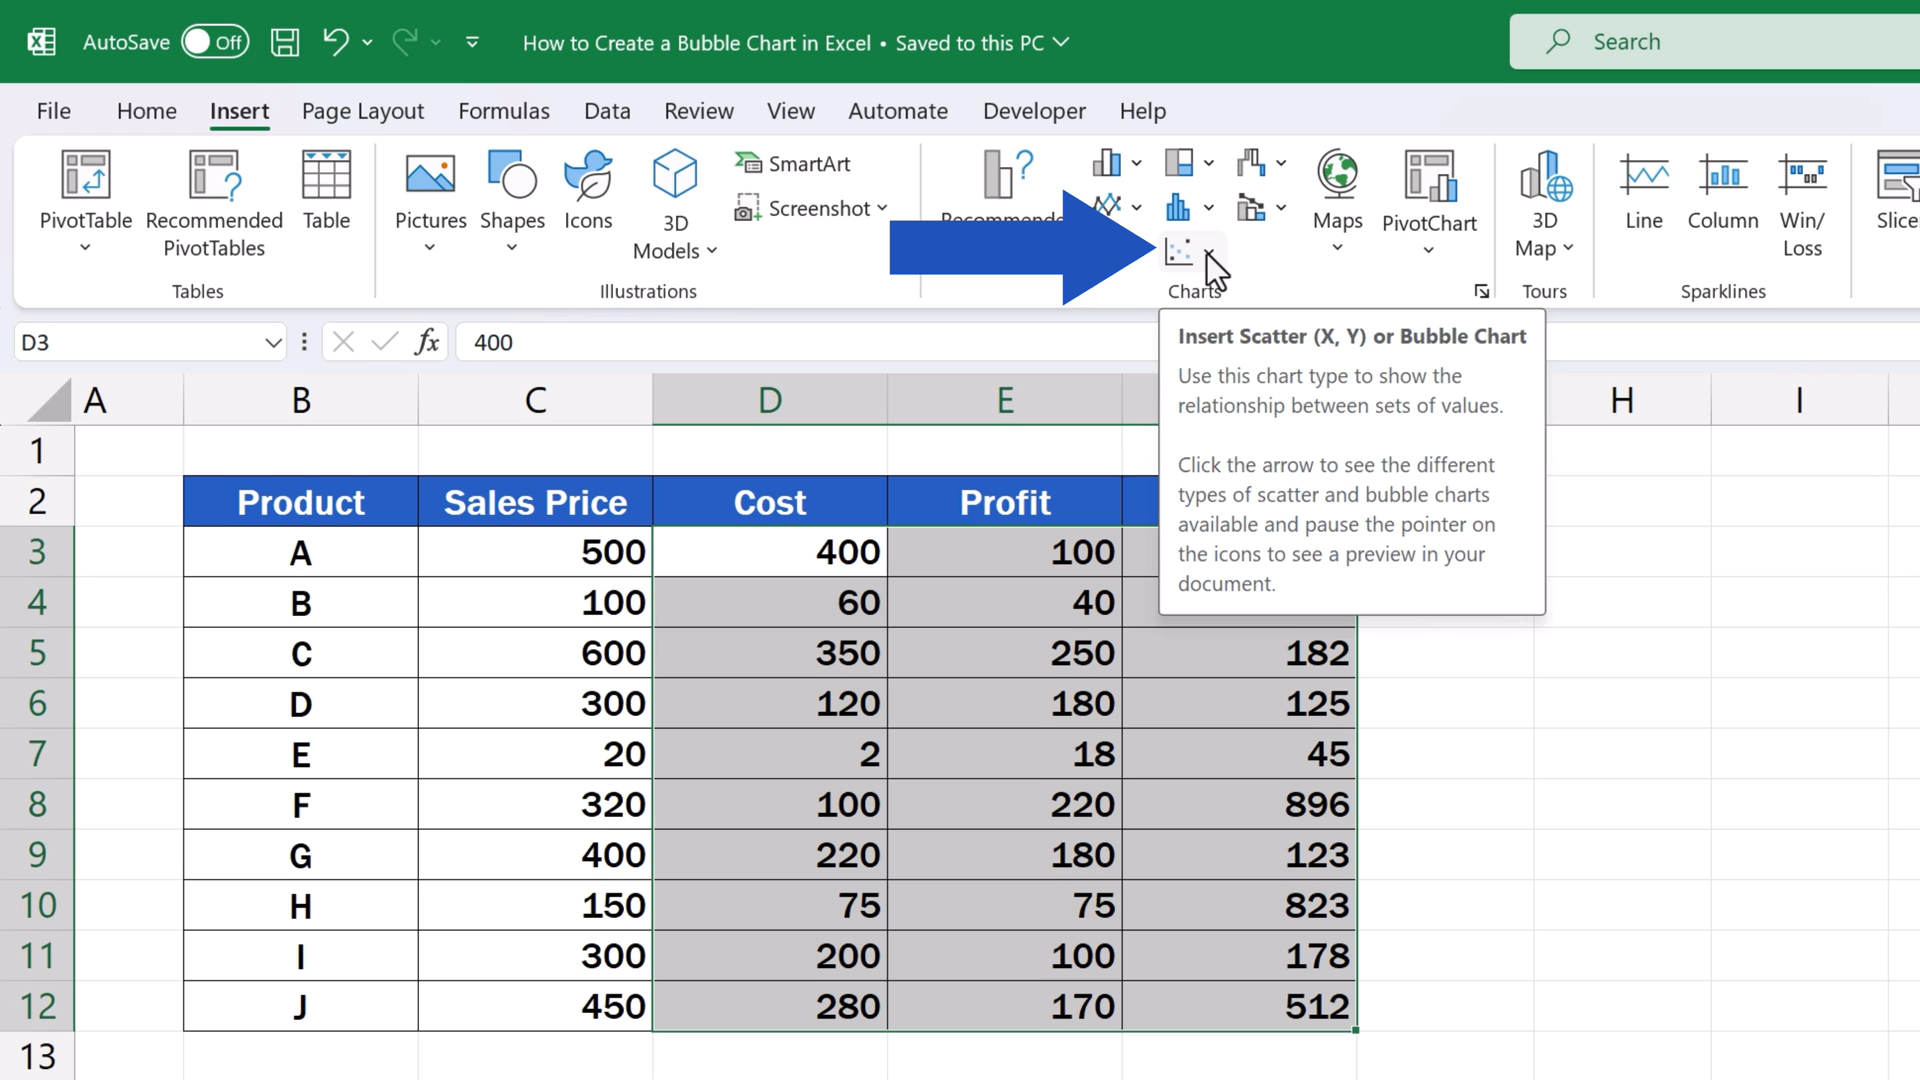 AutoSave Off How to Create a Bubble Chart in Excel • Saved to this PC Search
File Home Insert Page Layout Formulas Data Review View Automate Developer Help
PivotTable
Recommended
PivotTables
Table
Tables
Pictures
Shapes
Icons
3D
Models
SmartArt
Screenshot
Illustrations
Charts
Maps
PivotChart
3D
Map
Tours
Line
Column
Win/
Loss
Sparklines
D3 fx 400
Insert Scatter (X, Y) or Bubble Chart
Use this chart type to show the
relationship between sets of values.
Click the arrow to see the different
types of scatter and bubble charts
available and pause the pointer on
the icons to see a preview in your
document.
A B C D E H I
1
2 Product Sales Price Cost Profit
3 A 500 400 100
4 B 100 60 40
5 C 600 350 250 182
6 D 300 120 180 125
7 E 20 2 18 45
8 F 320 100 220 896
9 G 400 220 180 123
10 H 150 75 75 823
11 I 300 200 100 178
12 J 450 280 170 512
13